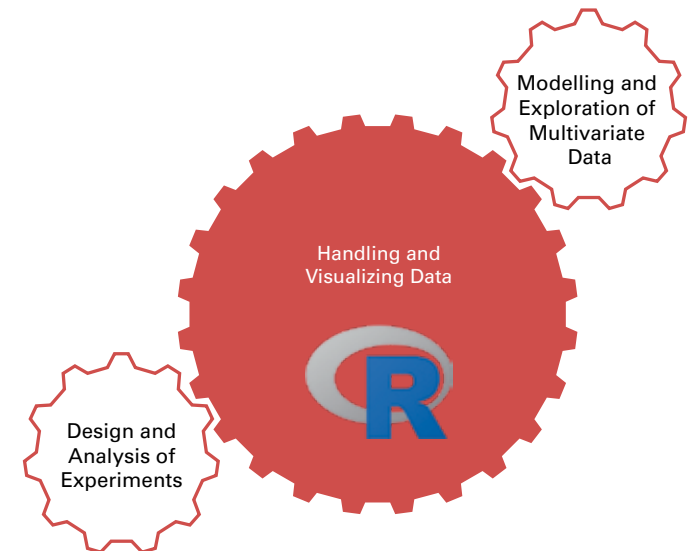 Modelling and
Exploration of
Multivariate
Data
Handling and
Visualizing Data
R
Design and
Analysis of
Experiments